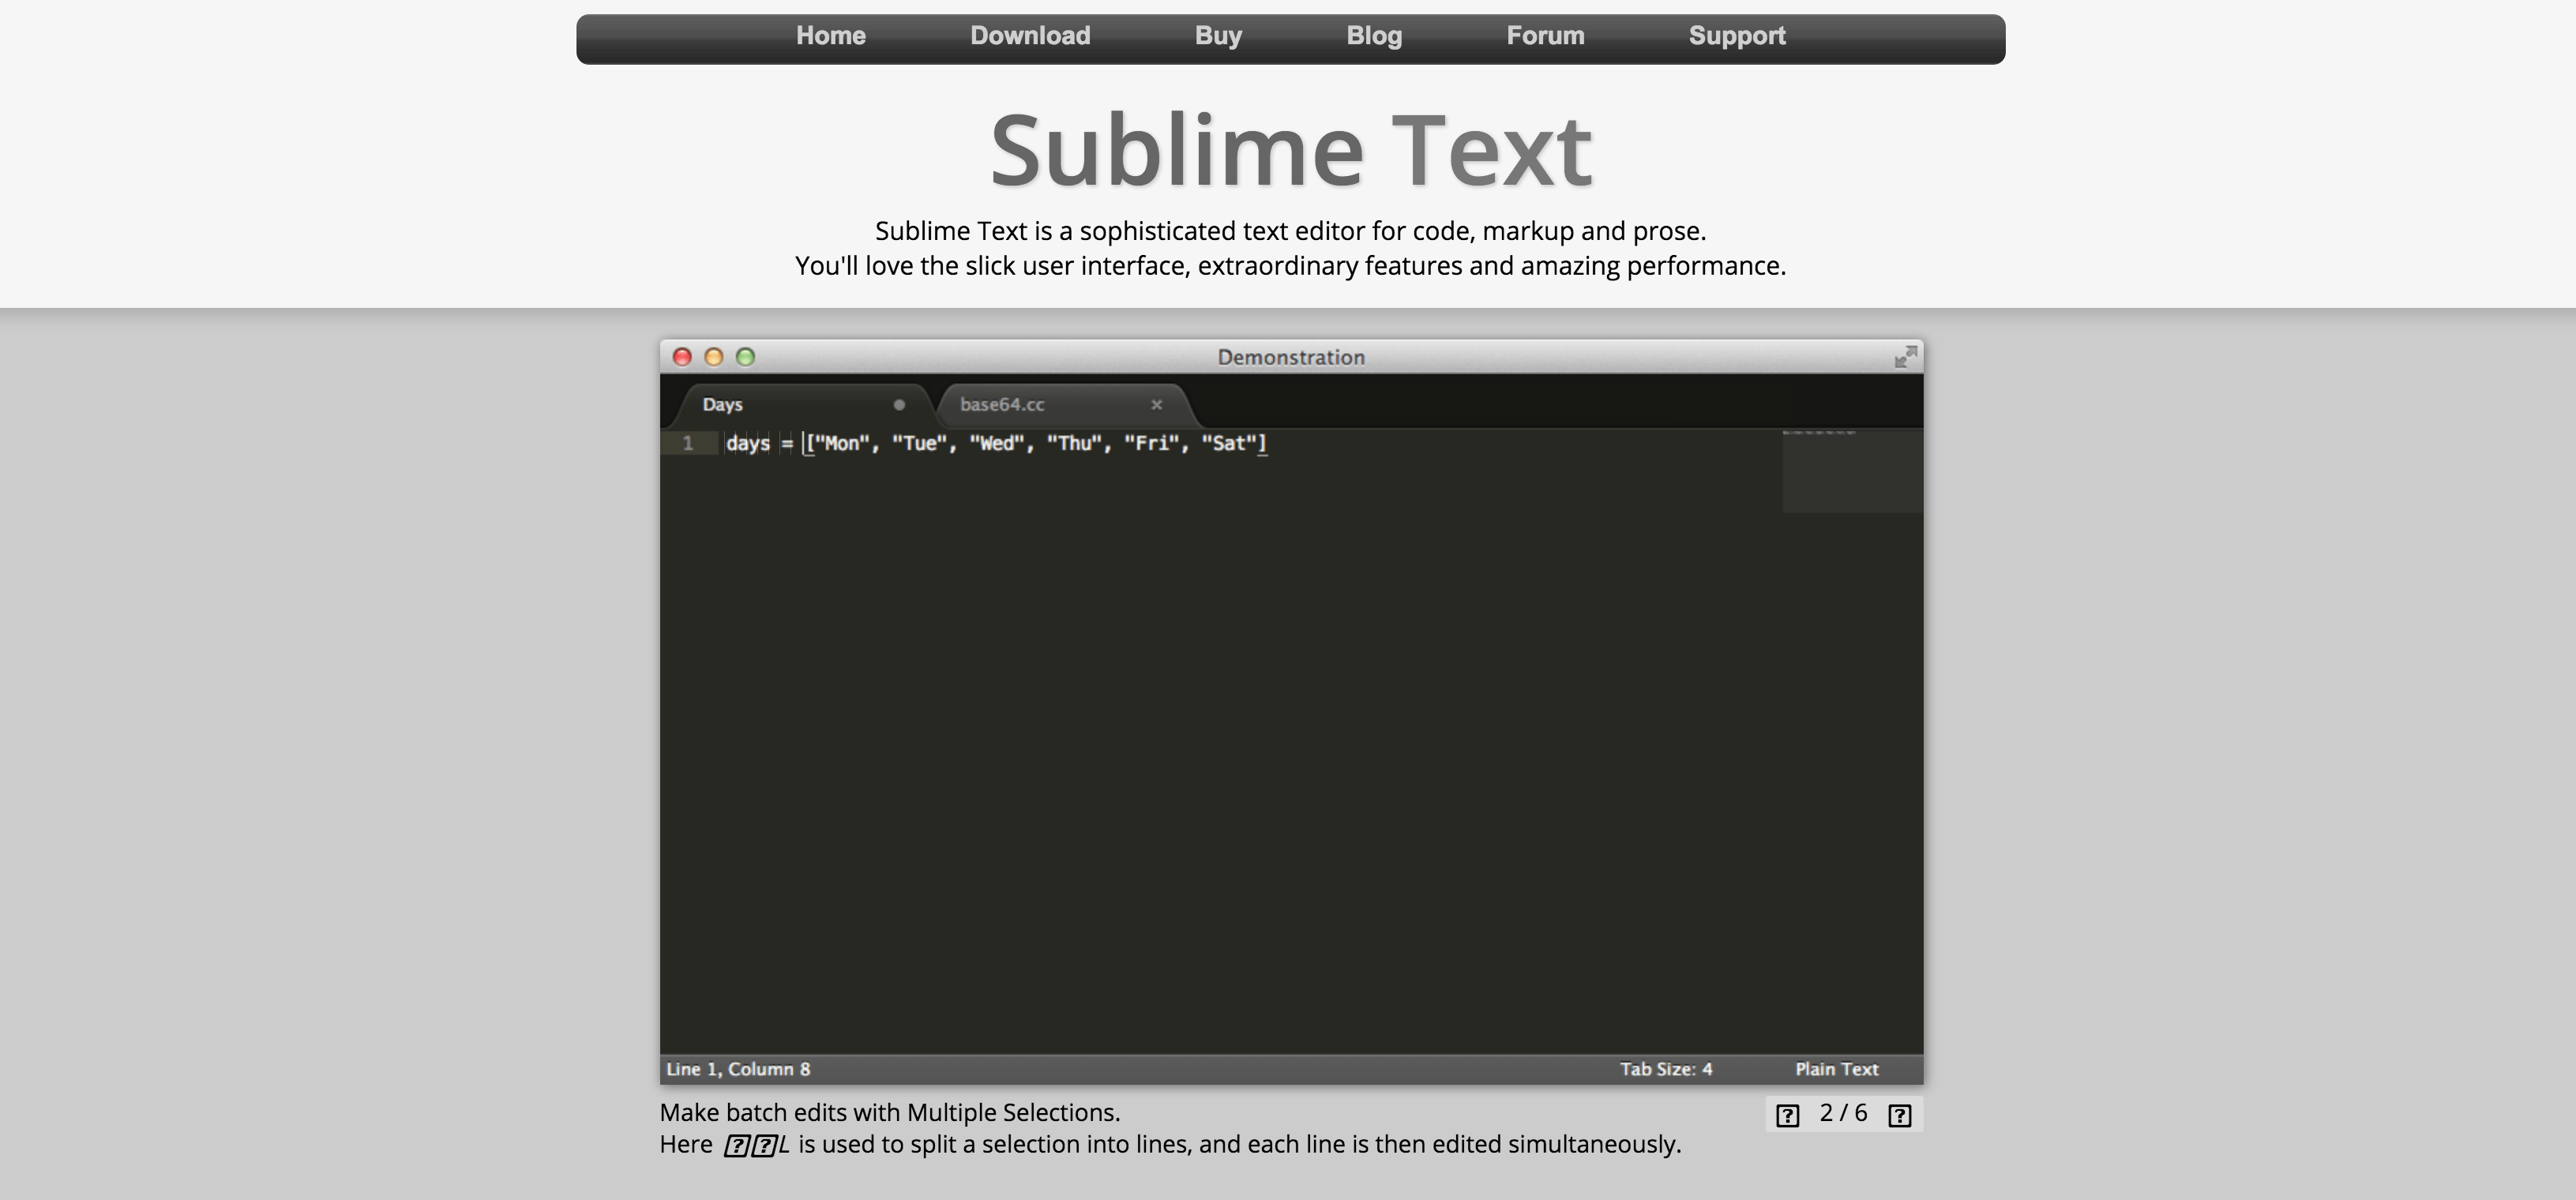 Home Download Buy Blog Forum Support
Sublime Text
Sublime Text is a sophisticated text editor for code, markup and prose.
You'll love the slick user interface, extraordinary features and amazing performance.
Demonstration
Days base64.cc
1 days = ["Mon", "Tue", "Wed", "Thu", "Fri", "Sat"]
Line 1, Column 8 Tab Size: 4 Plain Text
Make batch edits with Multiple Selections.
2 / 6
Here L is used to split a selection into lines, and each line is then edited simultaneously.